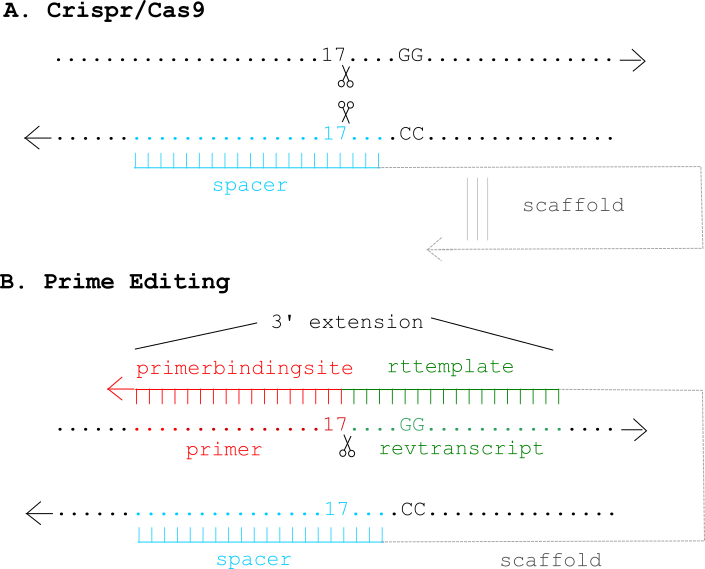 A. Crispr/Cas9
.....................17....GG...............
......................17....CC...............
spacer
scaffold
B. Prime Editing
3' extension
primerbindingsite rttemplate
.....................17....GG...............
primer revtranscript
......................17....CC...............
spacer scaffold